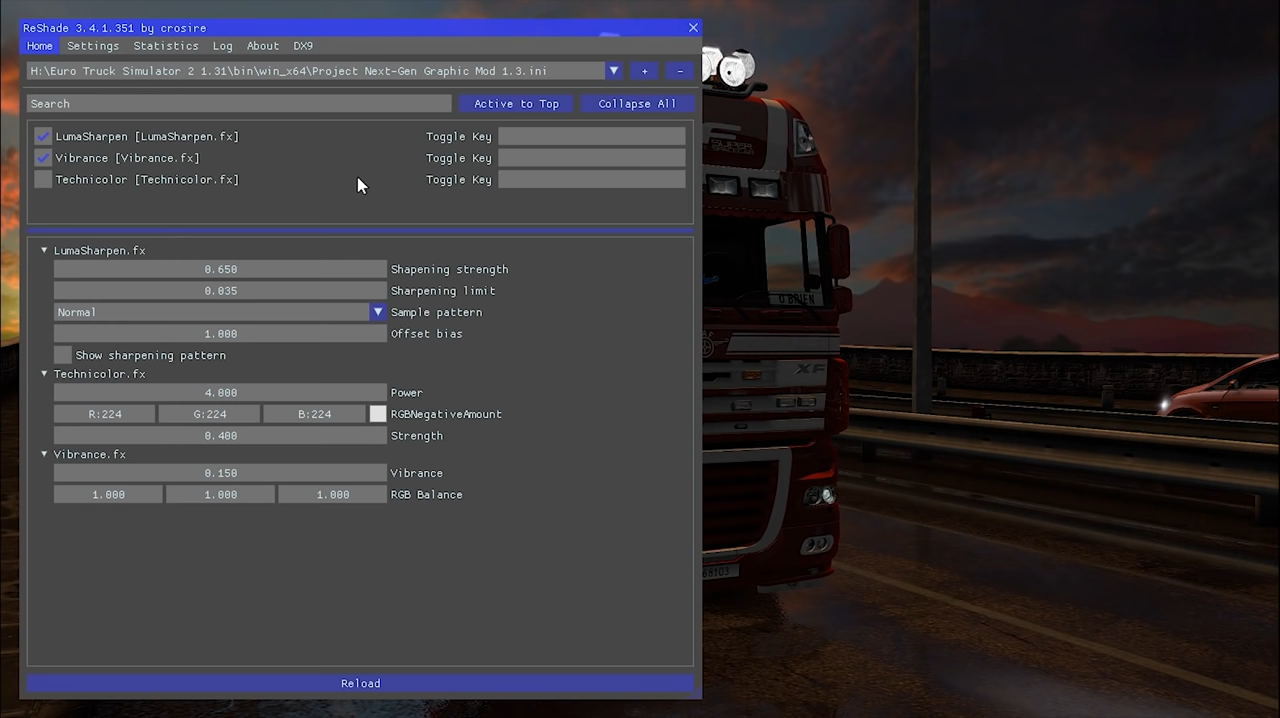 ReShade 3.4.1.351 by crosire
Home Settings Statistics Log About DX9
H:\Euro Truck Simulator 2 1.31\bin\win_x64\Project Next-Gen Graphic Mod 1.3.ini + -
Search Active to Top Collapse All
LumaSharpen [LumaSharpen.fx] Toggle Key
Vibrance [Vibrance.fx] Toggle Key
Technicolor [Technicolor.fx] Toggle Key
LumaSharpen.fx
0.650 Shapening strength
0.035 Sharpening limit
Normal Sample pattern
1.000 Offset bias
Show sharpening pattern
Technicolor.fx
4.000 Power
R:224 G:224 B:224 RGBNegativeAmount
0.400 Strength
Vibrance.fx
0.150 Vibrance
1.000 1.000 1.000 RGB Balance
Reload
SUPER
SPACECAB
O'BRIEN
XF